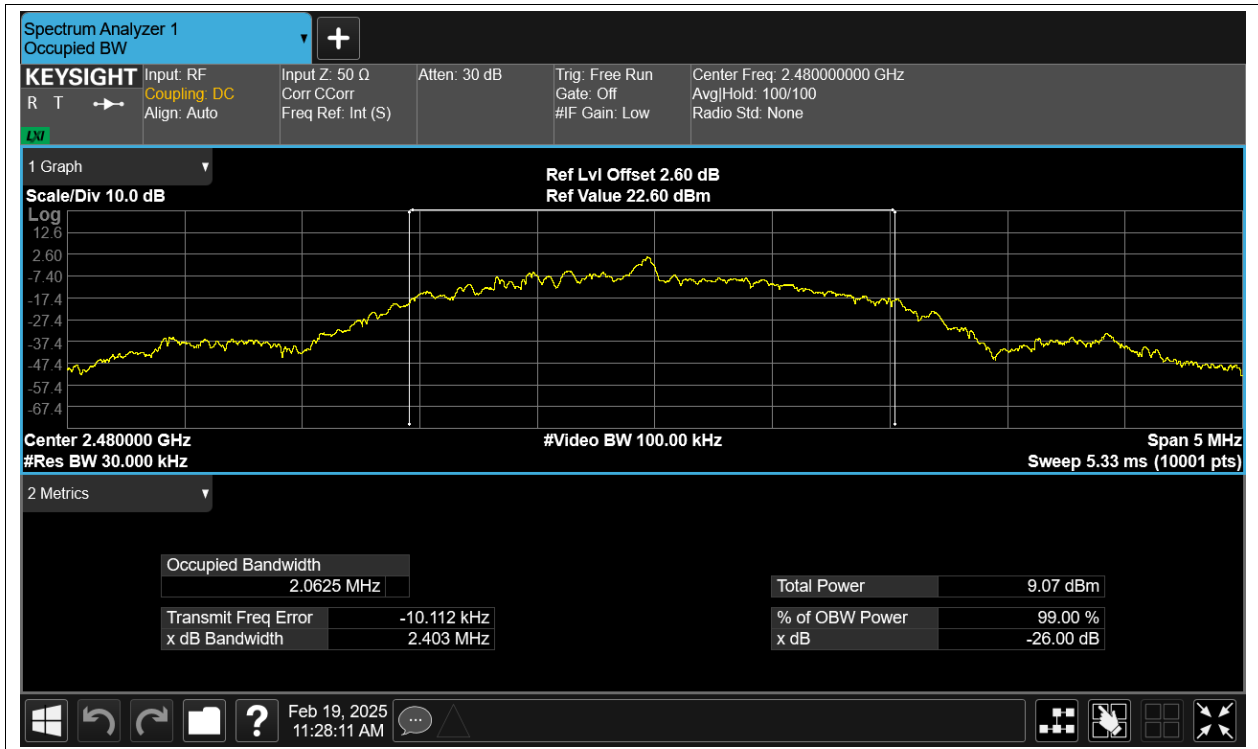 Spectrum Analyzer 1
Occupied BW
KEYSIGHT
R T
LXI
Input: RF
Coupling: DC
Align: Auto
Input Z: 50 Ω
Corr CCorr
Freq Ref: Int (S)
Atten: 30 dB
Trig: Free Run
Gate: Off
#IF Gain: Low
Center Freq: 2.480000000 GHz
Avg|Hold: 100/100
Radio Std: None
1 Graph
Scale/Div 10.0 dB
Ref Lvl Offset 2.60 dB
Ref Value 22.60 dBm
Log
12.6
2.60
-7.40
-17.4
-27.4
-37.4
-47.4
-57.4
-67.4
Center 2.480000 GHz
#Res BW 30.000 kHz
#Video BW 100.00 kHz
Span 5 MHz
Sweep 5.33 ms (10001 pts)
2 Metrics
Occupied Bandwidth
2.0625 MHz
Transmit Freq Error -10.112 kHz
x dB Bandwidth 2.403 MHz
Total Power 9.07 dBm
% of OBW Power 99.00 %
x dB -26.00 dB
?
Feb 19, 2025
11:28:11 AM